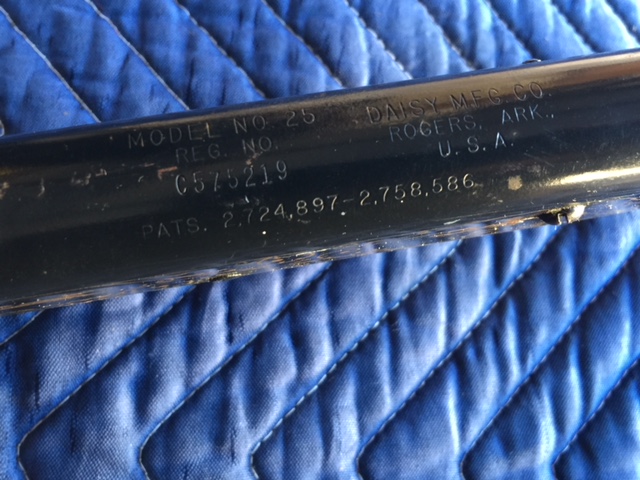 MODEL NO. 25
REG. NO.
C575219
DAISY MFG. CO.
ROGERS, ARK.,
U. S. A.
PATS. 2,724,897-2,758,586